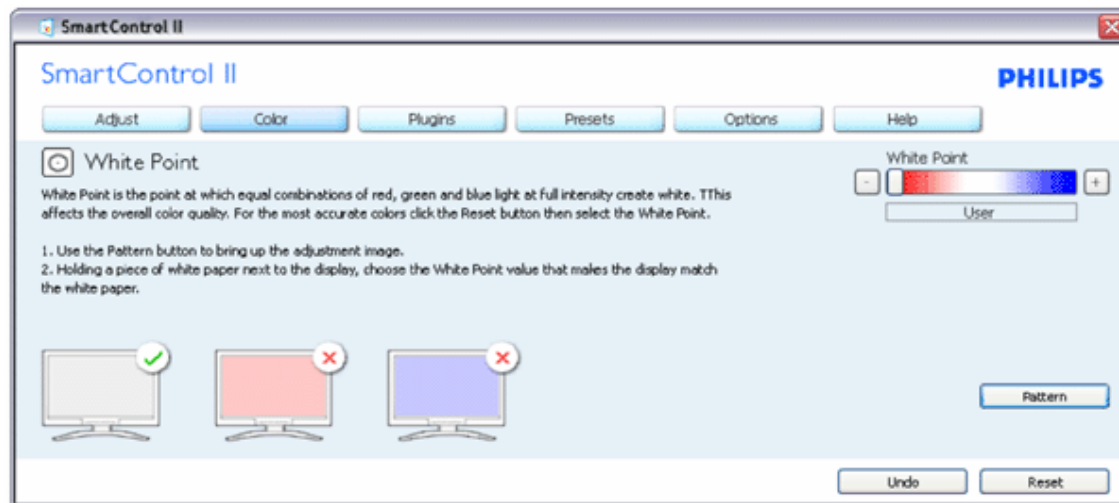 SmartControl II
SmartControl II
PHILIPS
Adjust Color Plugins Presets Options Help
White Point
White Point is the point at which equal combinations of red, green and blue light at full intensity create white. TThis
affects the overall color quality. For the most accurate colors click the Reset button then select the White Point.
1. Use the Pattern button to bring up the adjustment image.
2. Holding a piece of white paper next to the display, choose the White Point value that makes the display match
the white paper.
White Point
- +
User
Pattern
Undo Reset